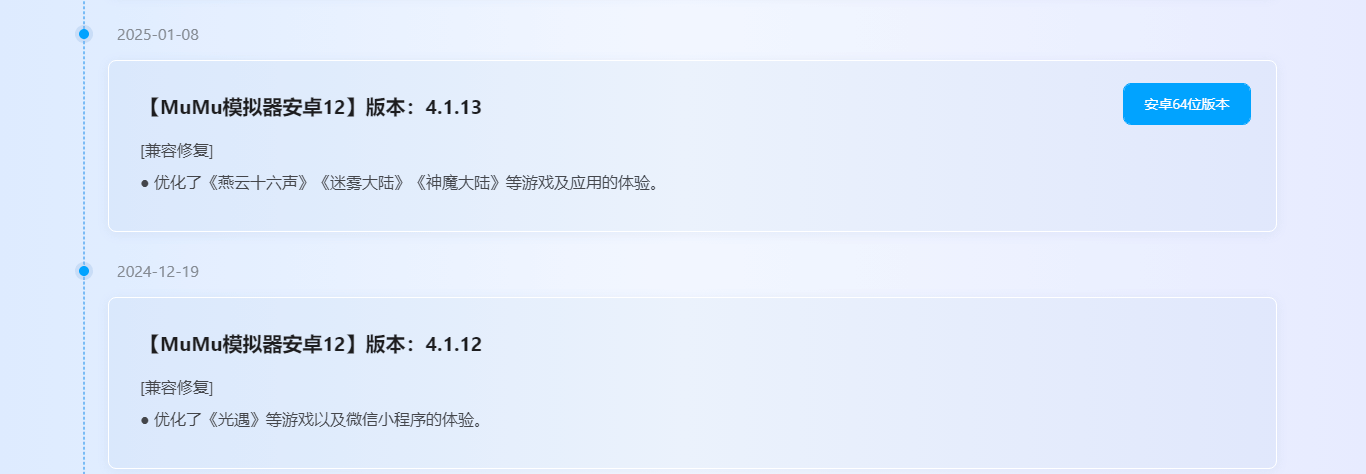 2025-01-08
【MuMu模拟器安卓12】版本：4.1.13
安卓64位版本
[兼容修复]
● 优化了《燕云十六声》《迷雾大陆》《神魔大陆》等游戏及应用的体验。
2024-12-19
【MuMu模拟器安卓12】版本：4.1.12
[兼容修复]
● 优化了《光遇》等游戏以及微信小程序的体验。